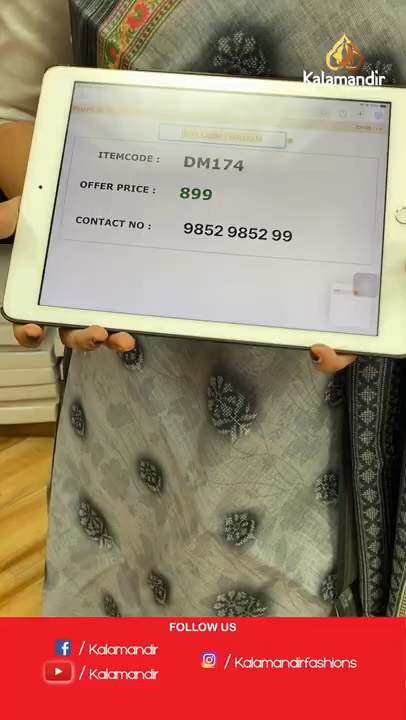 Kalamandir
ITEMCODE : DM174
OFFER PRICE : 899
CONTACT NO : 9852 9852 99
FOLLOW US
/ Kalamandir
/ Kalamandirfashions
/ Kalamandir